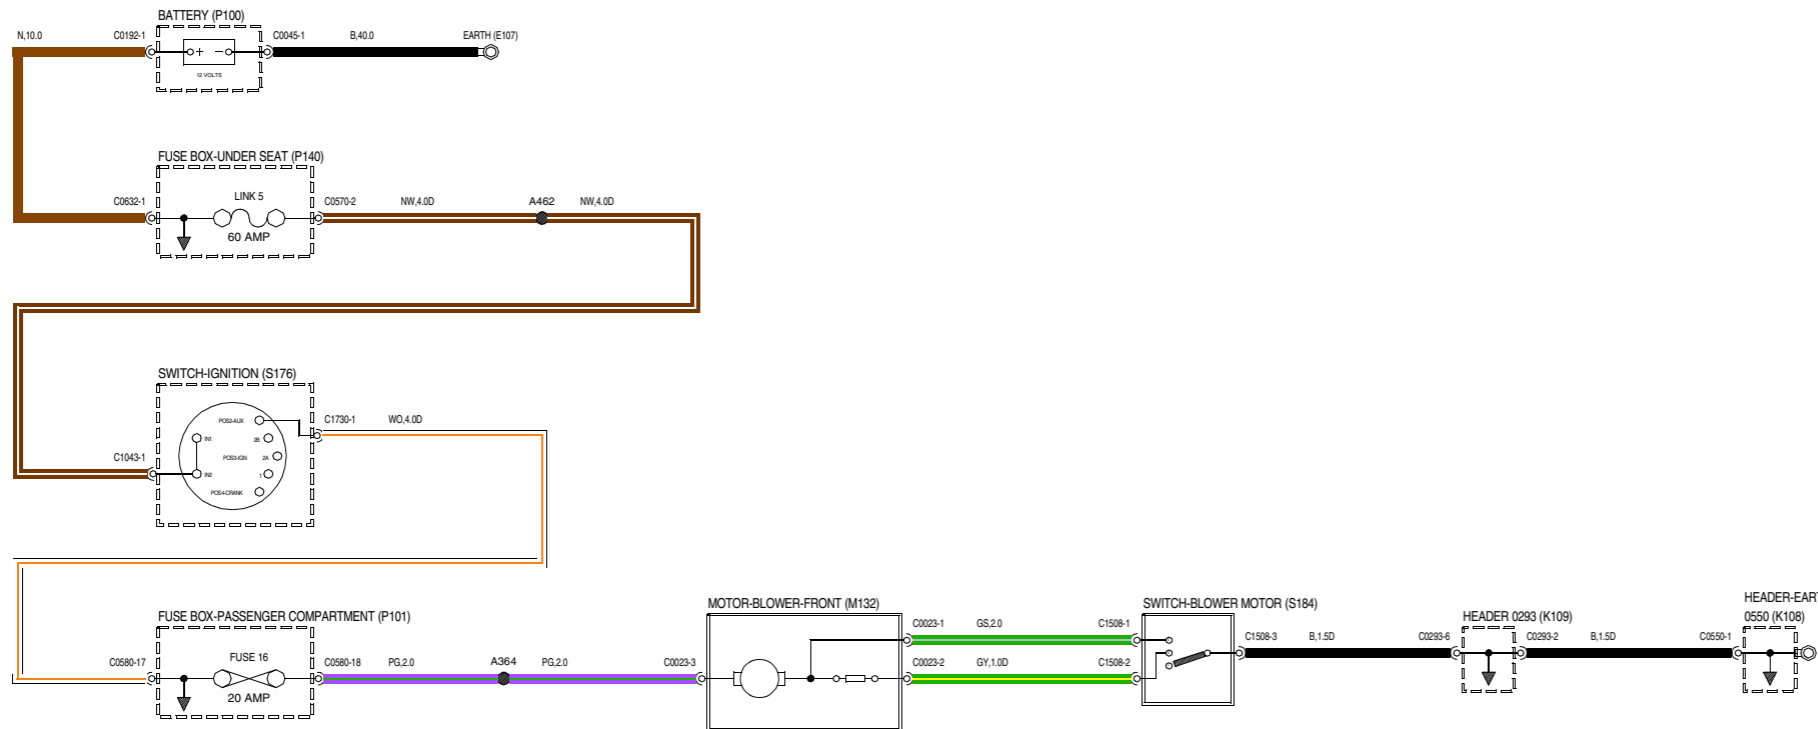 BATTERY (P100)
N,10.0 C0192-1 C0045-1 B,40.0 EARTH (E107)
+ −
12 VOLTS
FUSE BOX-UNDER SEAT (P140)
C0632-1 LINK 5 C0570-2 NW,4.0D A462 NW,4.0D
60 AMP
SWITCH-IGNITION (S176)
POS2-AUX C1730-1 WO,4.0D
IN1 2B
C1043-1 POS3-IGN 2A
IN2 1
POS4-CRANK
FUSE BOX-PASSENGER COMPARTMENT (P101)
C0580-17 FUSE 16 C0580-18 PG,2.0 A364 PG,2.0 C0023-3
20 AMP
MOTOR-BLOWER-FRONT (M132)
C0023-1 GS,2.0 C1508-1
C0023-2 GY,1.0D C1508-2
SWITCH-BLOWER MOTOR (S184)
C1508-3 B,1.5D C0293-6
HEADER 0293 (K109)
C0293-2 B,1.5D C0550-1
HEADER-EAR
0550 (K108)